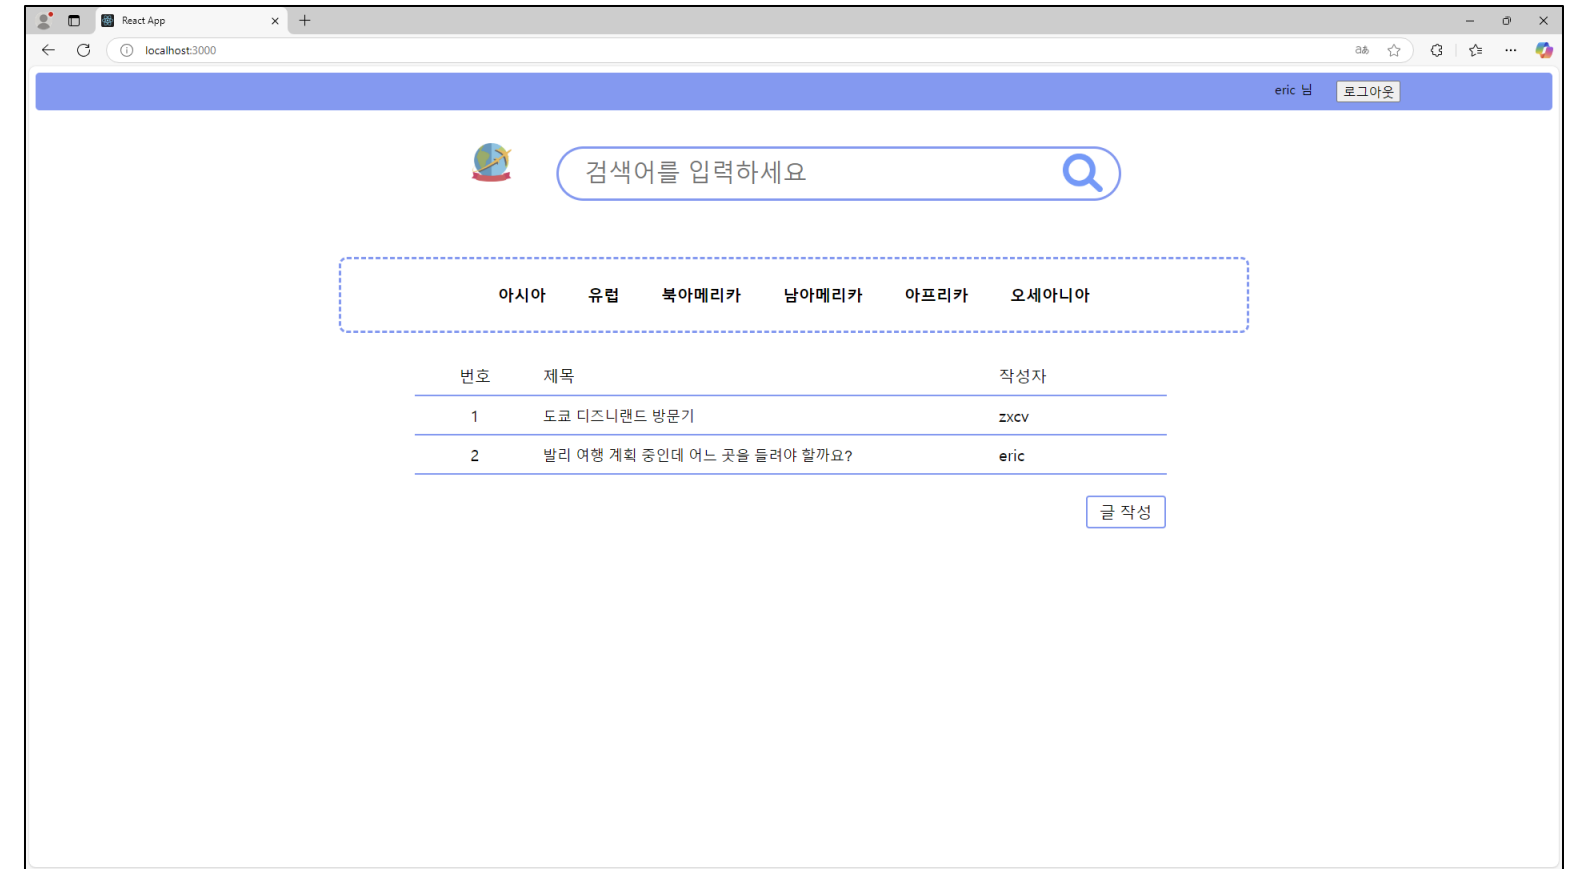 React App
localhost:3000
eric 님 로그아웃
검색어를 입력하세요
아시아 유럽 북아메리카 남아메리카 아프리카 오세아니아
번호 제목 작성자
1 도쿄 디즈니랜드 방문기 zxcv
2 발리 여행 계획 중인데 어느 곳을 들려야 할까요? eric
글 작성